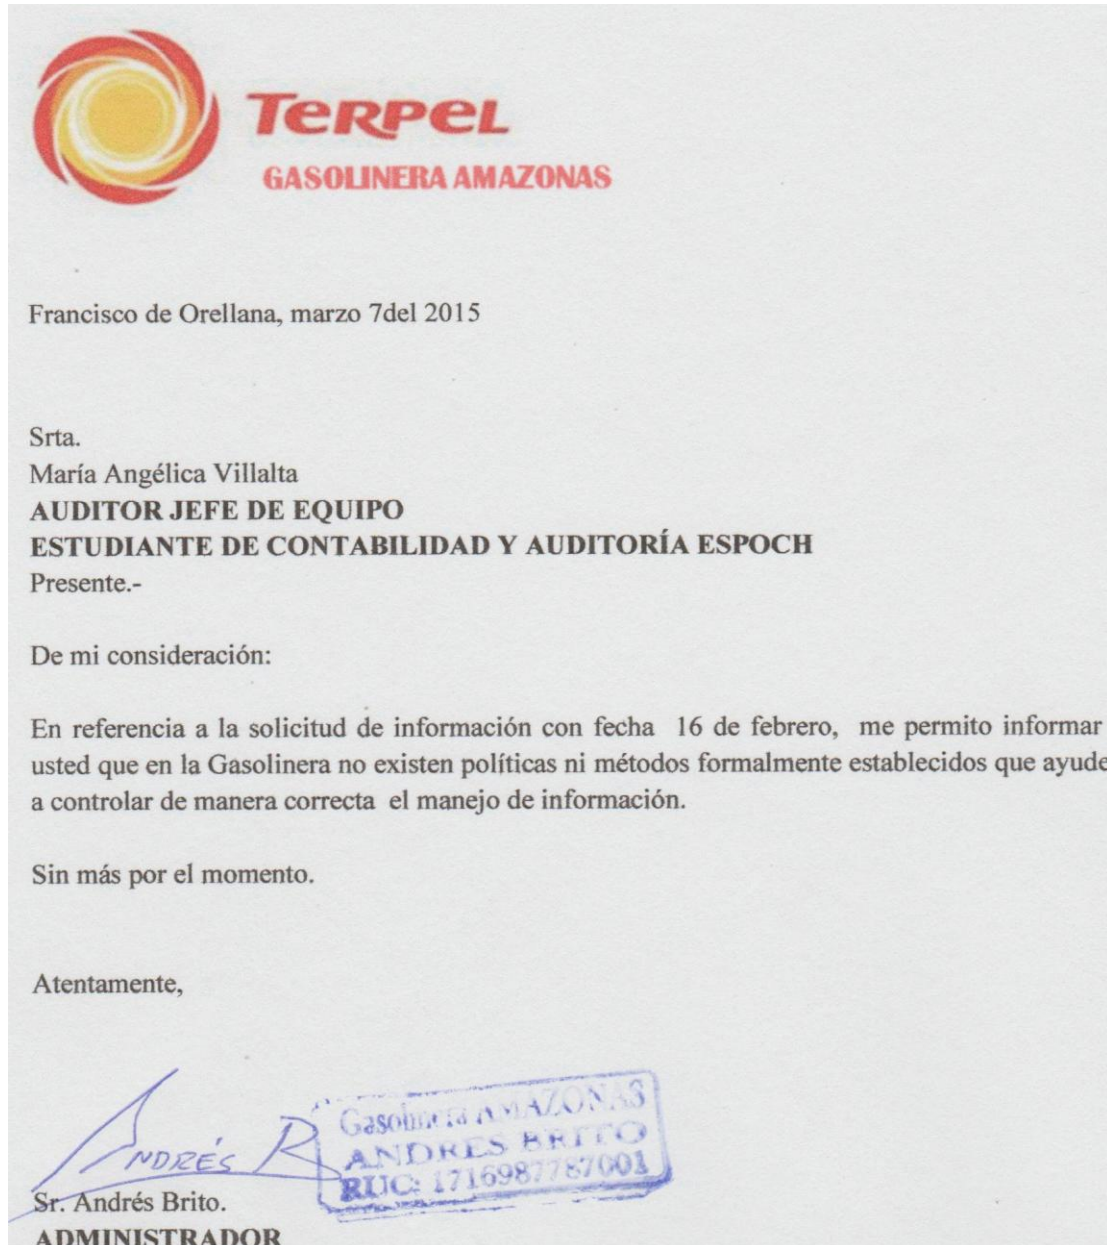 Terpel
GASOLINERA AMAZONAS
Francisco de Orellana, marzo 7del 2015
Srta.
María Angélica Villalta
AUDITOR JEFE DE EQUIPO
ESTUDIANTE DE CONTABILIDAD Y AUDITORÍA ESPOCH
Presente.-
De mi consideración:
En referencia a la solicitud de información con fecha 16 de febrero, me permito informar
usted que en la Gasolinera no existen políticas ni métodos formalmente establecidos que ayude
a controlar de manera correcta el manejo de información.
Sin más por el momento.
Atentamente,
Gasolinera AMAZONAS
ANDRES BRITO
RUC: 1716987787001
ANDRÉS
Sr. Andrés Brito.
ADMINISTRADOR